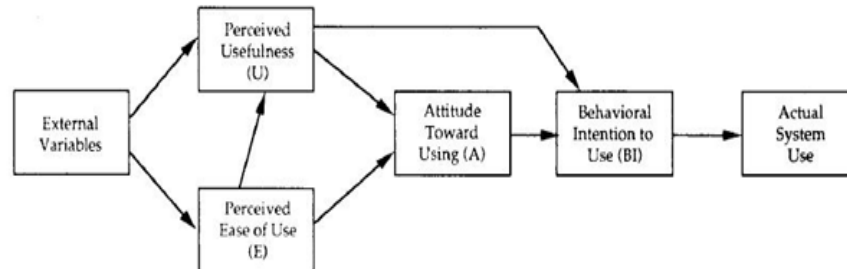 External
Variables
Perceived
Usefulness
(U)
Perceived
Ease of Use
(E)
Attitude
Toward
Using (A)
Behavioral
Intention to
Use (BI)
Actual
System
Use